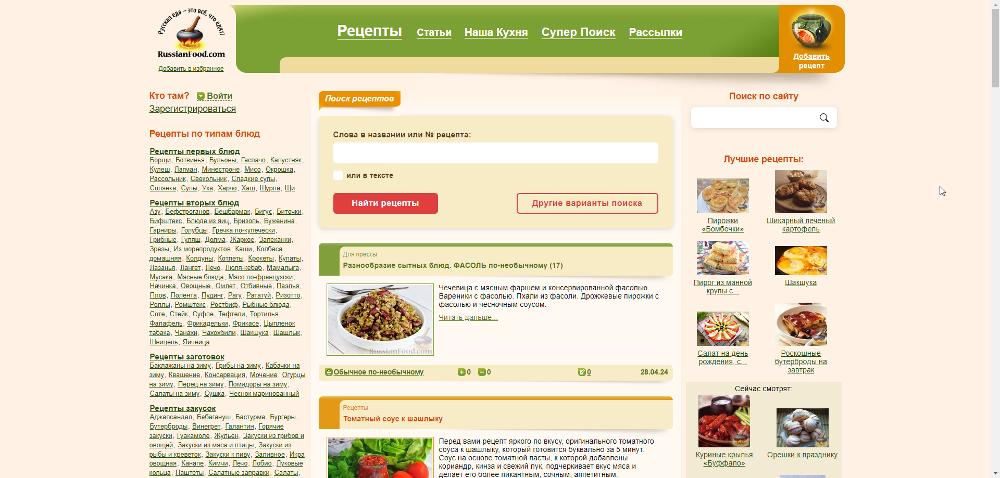 Русская еда – это всё, что едят!
RussianFood.com
Добавить в избранное
Рецепты
Статьи
Наша Кухня
Супер Поиск
Рассылки
Добавить
рецепт
Кто там? Войти
Зарегистрироваться
Рецепты по типам блюд
Рецепты первых блюд
Борщи, Ботвинья, Бульоны, Гаспачо, Капустняк,
Кулеш, Лагман, Минестроне, Мисо, Окрошка,
Рассольник, Свекольник, Сладкие супы,
Солянка, Супы, Уха, Харчо, Хаш, Шурпа, Щи
Рецепты вторых блюд
Азу, Бефстроганов, Бешбармак, Бигус, Биточки,
Бифштекс, Блюда из яиц, Бризоль, Буженина,
Гарниры, Голубцы, Гречка по-купечески,
Грибные, Гуляш, Долма, Жаркое, Запеканки,
Зразы, Из морепродуктов, Каши, Колбаса
домашняя, Колдуны, Котлеты, Крокеты, Купаты,
Лазанья, Лангет, Лечо, Люля-кебаб, Мамалыга,
Мусака, Мясные блюда, Мясо по-французски,
Начинка, Овощные, Омлет, Отбивные, Паэлья,
Плов, Полента, Пудинг, Рагу, Рататуй, Ризотто,
Роллы, Ромштекс, Ростбиф, Рыбные блюда,
Соте, Стейк, Суфле, Тефтели, Тортилья,
Фалафель, Фрикадельки, Фрикасе, Цыпленок
табака, Чанахи, Чахохбили, Шакшука, Шашлык,
Шницель, Яичница
Рецепты заготовок
Баклажаны на зиму, Грибы на зиму, Кабачки на
зиму, Квашение, Консервация, Мочение, Огурцы
на зиму, Перец на зиму, Помидоры на зиму,
Салаты на зиму, Сушка, Чеснок маринованный
Рецепты закусок
Аджапсандал, Бабагануш, Бастурма, Бургеры,
Бутерброды, Винегрет, Галантин, Горячие
закуски, Гуакамоле, Жульен, Закуски из грибов и
овощей, Закуски из мяса и птицы, Закуски из
рыбы и креветок, Закуски к пиву, Заливное, Икра
овощная, Канапе, Кимчи, Лечо, Лобио, Луковые
кольца, Паштеты, Салатные заправки, Салаты,
Поиск рецептов
Слова в названии или № рецепта:
или в тексте
Найти рецепты
Другие варианты поиска
Для прессы
Разнообразие сытных блюд. ФАСОЛЬ по-необычному (17)
RussianFood.com
Чечевица с мясным фаршем и консервированной фасолью.
Вареники с фасолью. Пхали из фасоли. Дрожжевые пирожки с
фасолью и чесночным соусом.
Читать дальше...
Обычное по-необычному
0
0
0
28.04.24
Рецепты
Томатный соус к шашлыку
Перед вами рецепт яркого по вкусу, оригинального томатного
соуса к шашлыку, который готовится буквально за 5 минут.
Соус на основе томатной пасты, к которой добавлены
кориандр, кинза и свежий лук, подчеркивает вкус мяса и
делает его более пикантным, сочным, аппетитным.
Поиск по сайту
Лучшие рецепты:
Пирожки
«Бомбочки»
Шикарный печеный
картофель
Пирог из манной
крупы с...
Шакшука
Салат на день
рождения, с...
Роскошные
бутерброды на
завтрак
Сейчас смотрят:
Куриные крылья
«Буффало»
Орешки к празднику